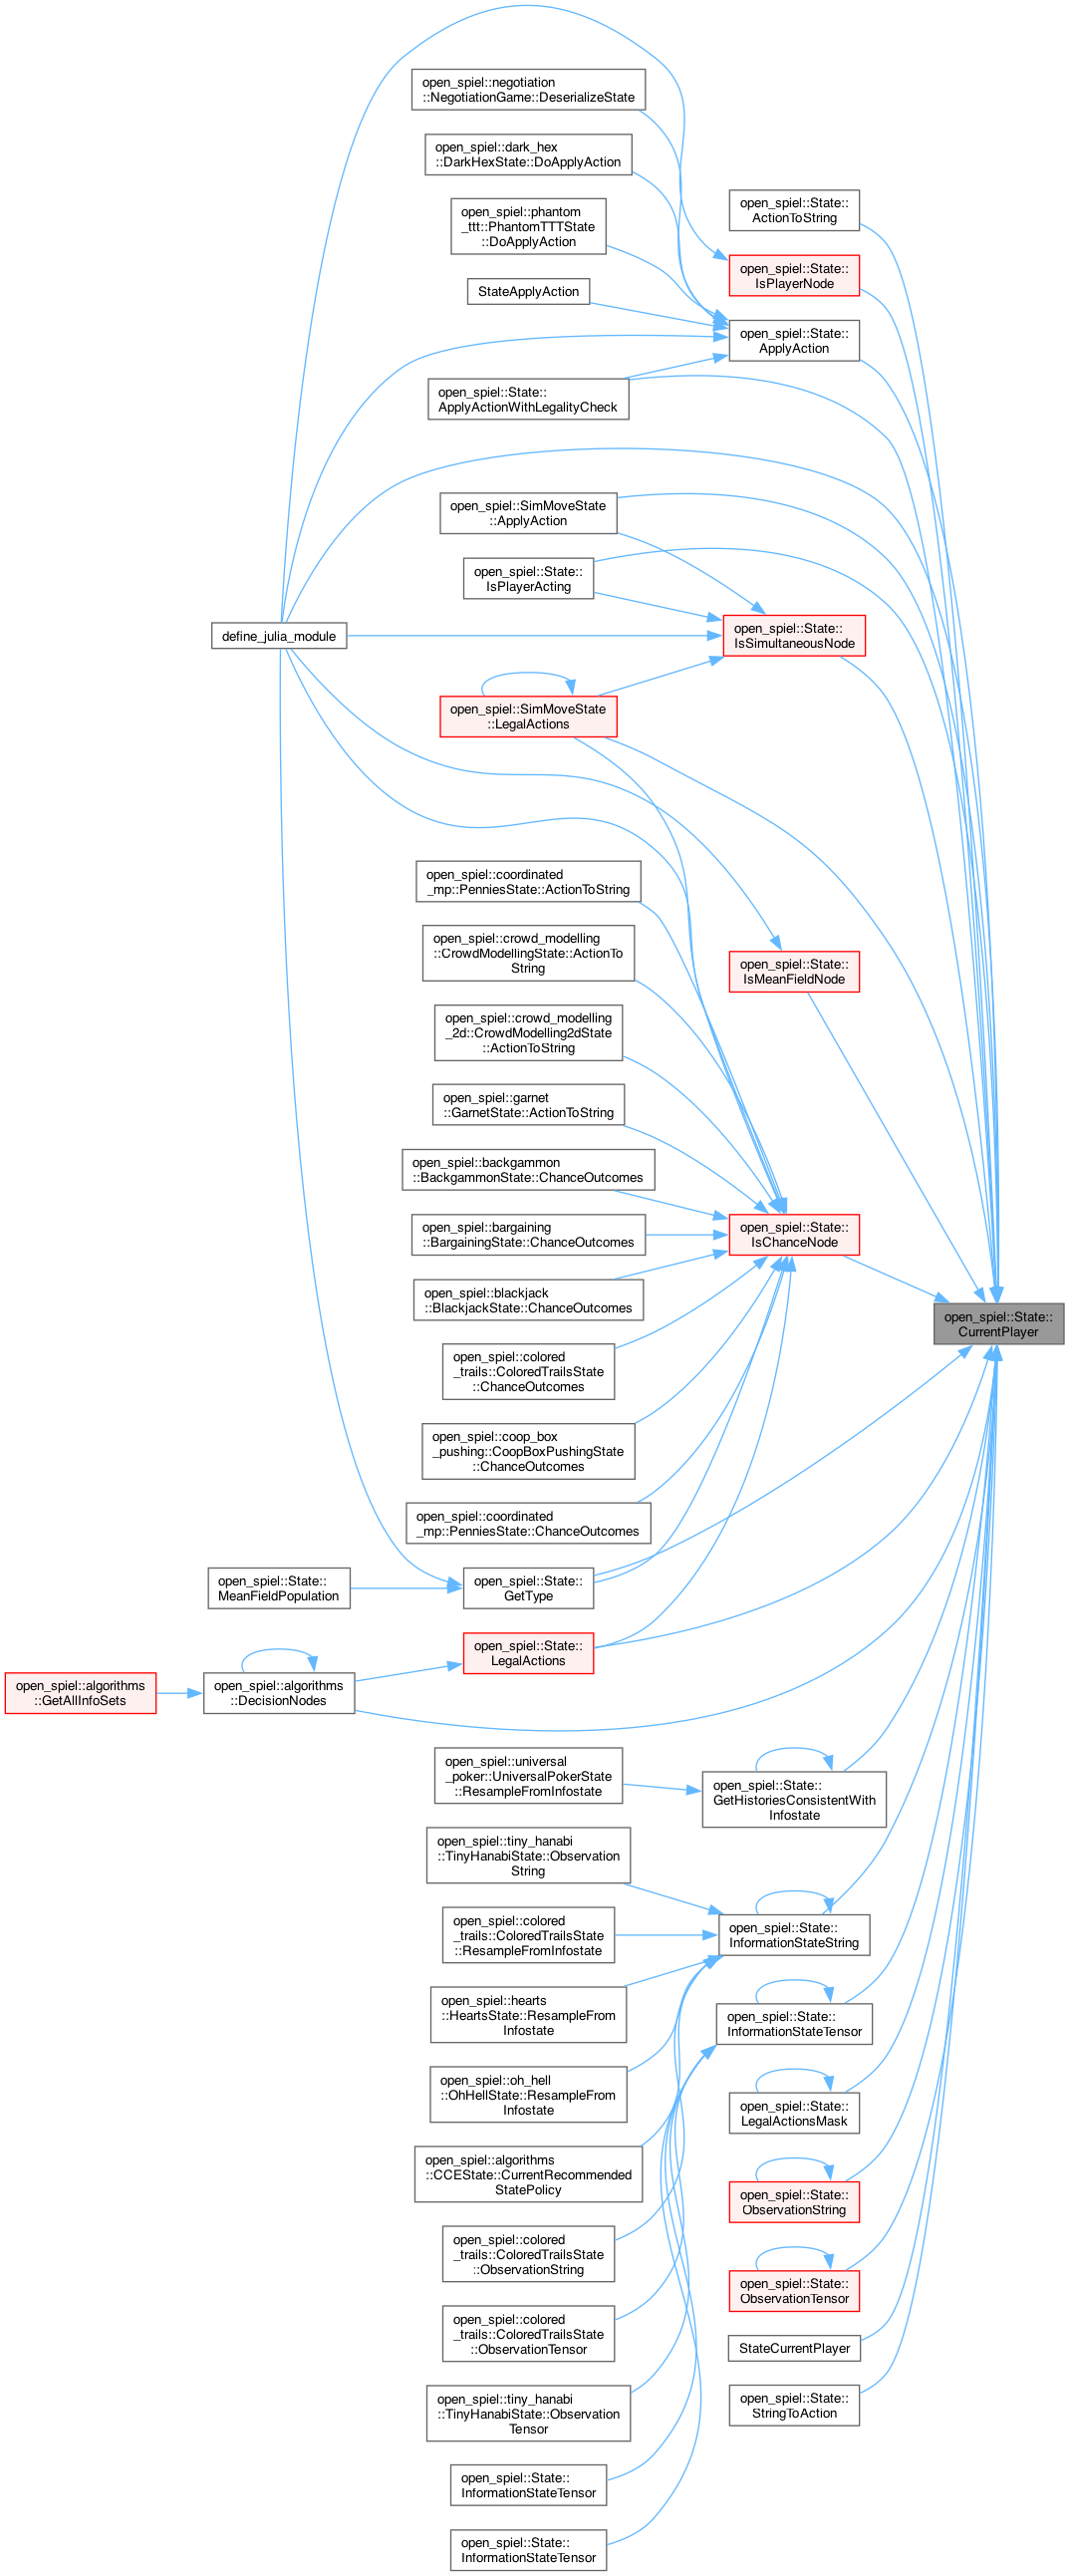 open_spiel::negotiation
::NegotiationGame::DeserializeState
open_spiel::dark_hex
::DarkHexState::DoApplyAction
open_spiel::State::
ActionToString
open_spiel::phantom
_ttt::PhantomTTTState
::DoApplyAction
open_spiel::State::
IsPlayerNode
StateApplyAction
open_spiel::State::
ApplyAction
open_spiel::State::
ApplyActionWithLegalityCheck
open_spiel::SimMoveState
::ApplyAction
open_spiel::State::
IsPlayerActing
define_julia_module
open_spiel::State::
IsSimultaneousNode
open_spiel::SimMoveState
::LegalActions
open_spiel::coordinated
_mp::PenniesState::ActionToString
open_spiel::crowd_modelling
::CrowdModellingState::ActionTo
String
open_spiel::State::
IsMeanFieldNode
open_spiel::crowd_modelling
_2d::CrowdModelling2dState
::ActionToString
open_spiel::garnet
::GarnetState::ActionToString
open_spiel::backgammon
::BackgammonState::ChanceOutcomes
open_spiel::bargaining
::BargainingState::ChanceOutcomes
open_spiel::State::
IsChanceNode
open_spiel::blackjack
::BlackjackState::ChanceOutcomes
open_spiel::State::
CurrentPlayer
open_spiel::colored
_trails::ColoredTrailsState
::ChanceOutcomes
open_spiel::coop_box
_pushing::CoopBoxPushingState
::ChanceOutcomes
open_spiel::coordinated
_mp::PenniesState::ChanceOutcomes
open_spiel::State::
MeanFieldPopulation
open_spiel::State::
GetType
open_spiel::State::
LegalActions
open_spiel::algorithms
::GetAllInfoSets
open_spiel::algorithms
::DecisionNodes
open_spiel::universal
_poker::UniversalPokerState
::ResampleFromInfostate
open_spiel::State::
GetHistoriesConsistentWith
Infostate
open_spiel::tiny_hanabi
::TinyHanabiState::Observation
String
open_spiel::colored
_trails::ColoredTrailsState
::ResampleFromInfostate
open_spiel::State::
InformationStateString
open_spiel::hearts
::HeartsState::ResampleFrom
Infostate
open_spiel::State::
InformationStateTensor
open_spiel::oh_hell
::OhHellState::ResampleFrom
Infostate
open_spiel::State::
LegalActionsMask
open_spiel::algorithms
::CCEState::CurrentRecommended
StatePolicy
open_spiel::State::
ObservationString
open_spiel::colored
_trails::ColoredTrailsState
::ObservationString
open_spiel::State::
ObservationTensor
open_spiel::colored
_trails::ColoredTrailsState
::ObservationTensor
StateCurrentPlayer
open_spiel::tiny_hanabi
::TinyHanabiState::Observation
Tensor
open_spiel::State::
StringToAction
open_spiel::State::
InformationStateTensor
open_spiel::State::
InformationStateTensor